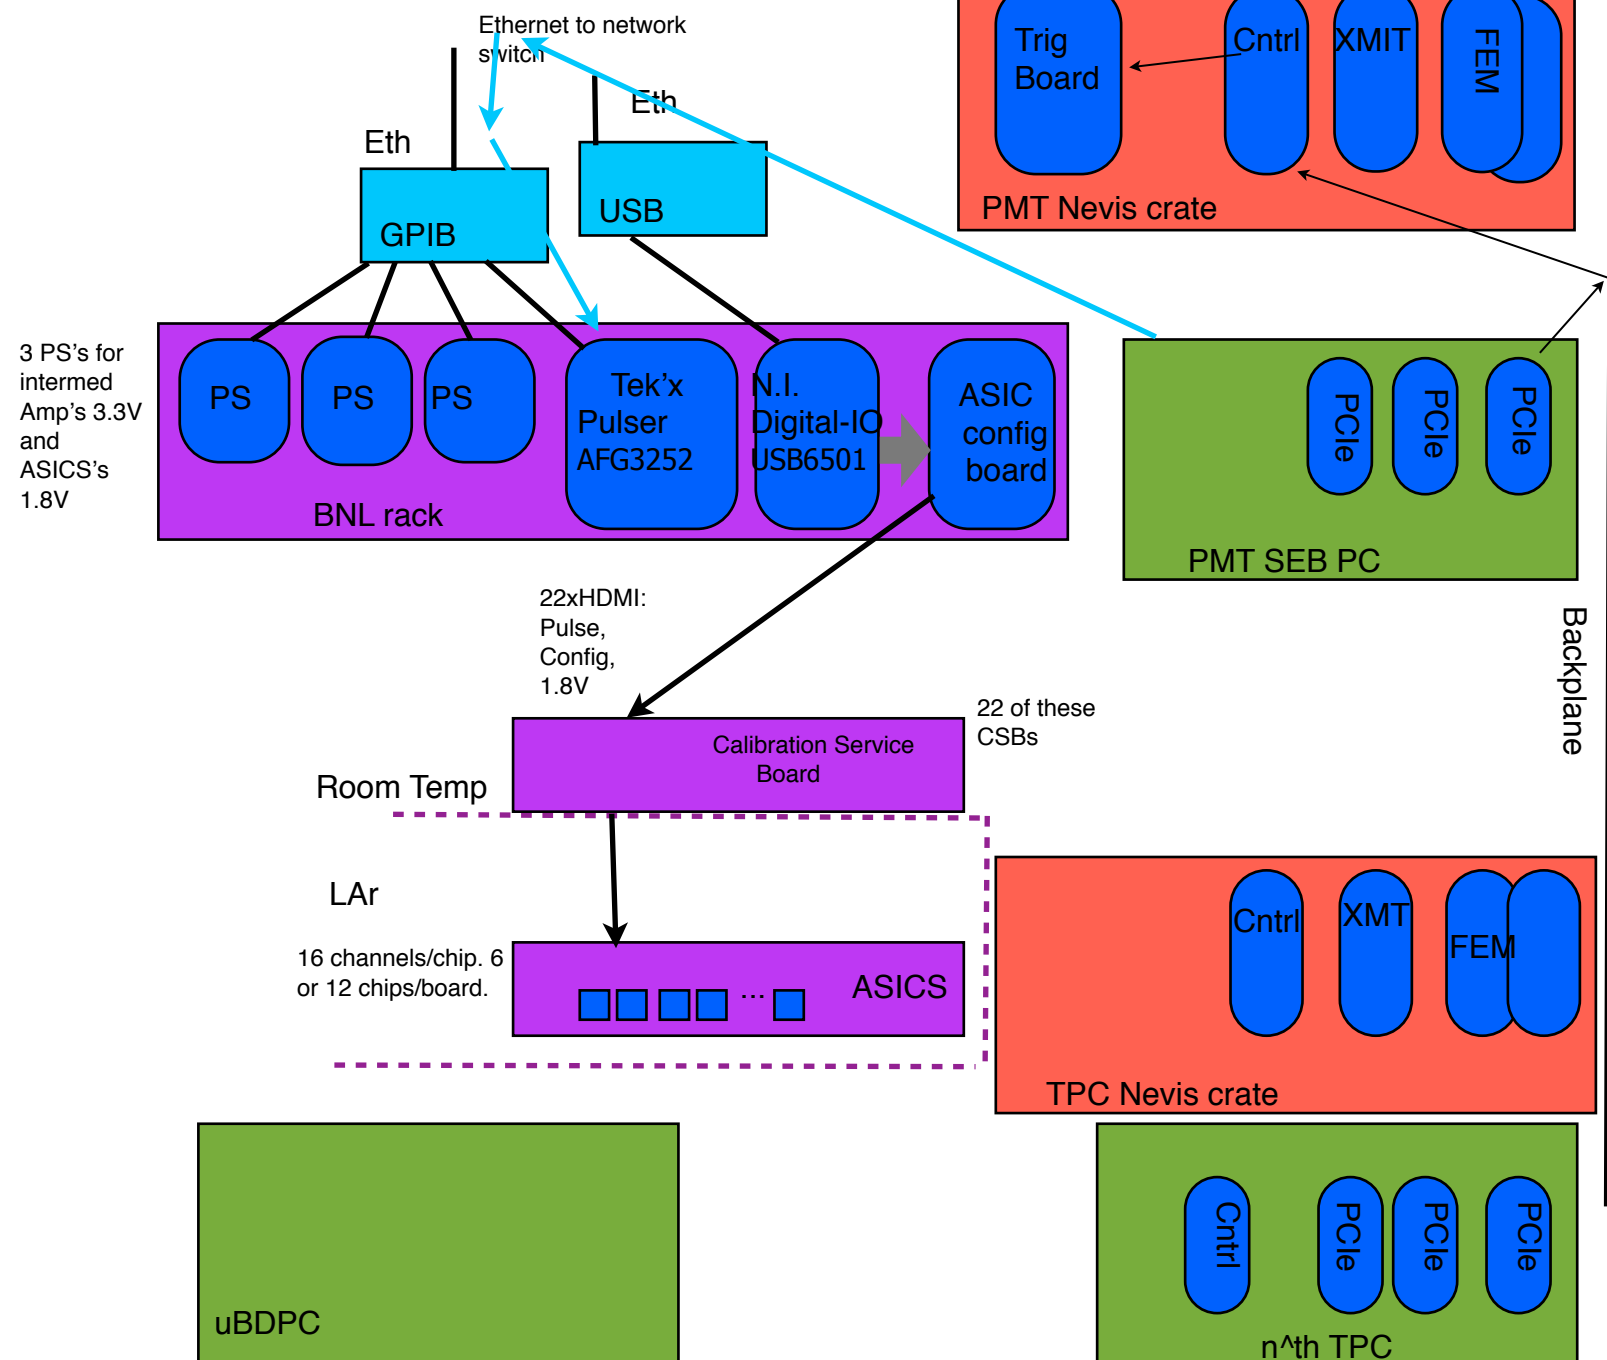 Ethernet to network
switch
Eth
Eth
GPIB
USB
Trig
Board
Cntrl
XMIT
FEM
PMT Nevis crate
3 PS's for
intermed
Amp's 3.3V
and
ASICS's
1.8V
PS
PS
PS
Tek'x
Pulser
AFG3252
N.I.
Digital-IO
USB6501
ASIC
config
board
BNL rack
PCIe
PCIe
PCIe
PMT SEB PC
Backplane
22xHDMI:
Pulse,
Config,
1.8V
Calibration Service
Board
22 of these
CSBs
Room Temp
LAr
16 channels/chip. 6
or 12 chips/board.
...
ASICS
Cntrl
XMT
FEM
TPC Nevis crate
uBDPC
Cntrl
PCIe
PCIe
PCIe
n^th TPC